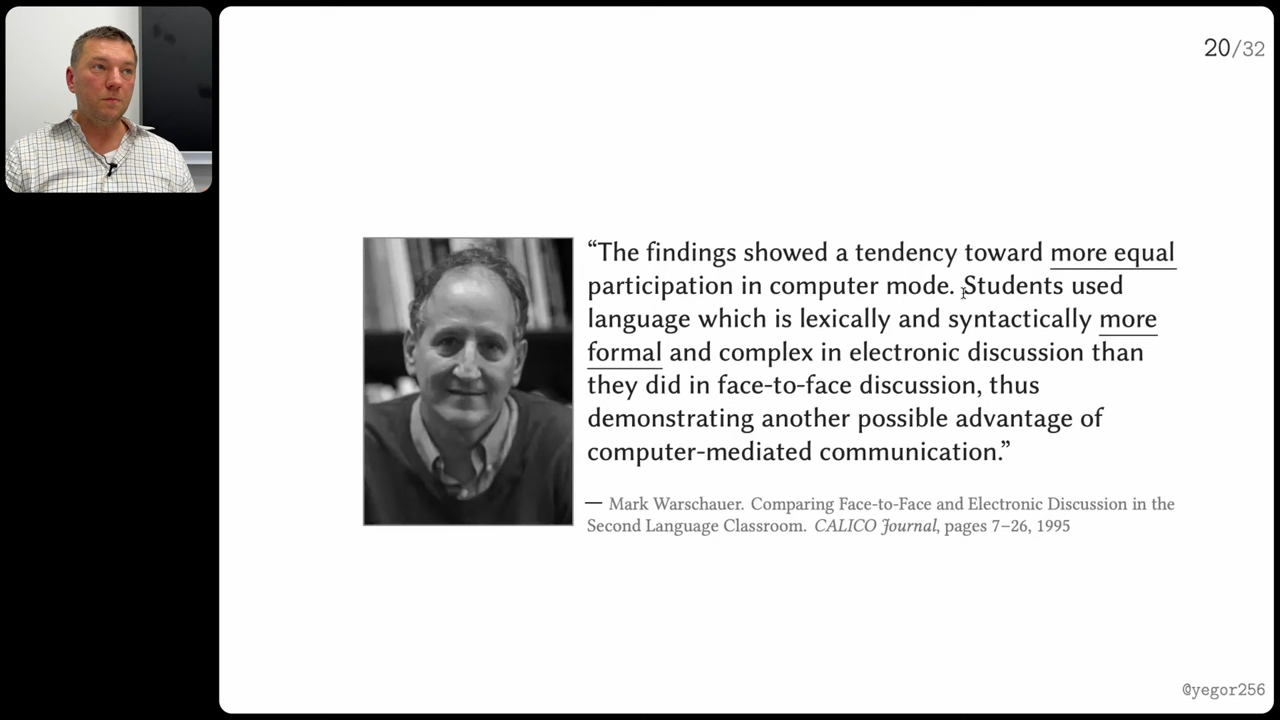 20/32
“The findings showed a tendency toward more equal
participation in computer mode. Students used
language which is lexically and syntactically more
formal and complex in electronic discussion than
they did in face-to-face discussion, thus
demonstrating another possible advantage of
computer-mediated communication.”
— Mark Warschauer. Comparing Face-to-Face and Electronic Discussion in the
Second Language Classroom. CALICO Journal, pages 7–26, 1995
@yegor256